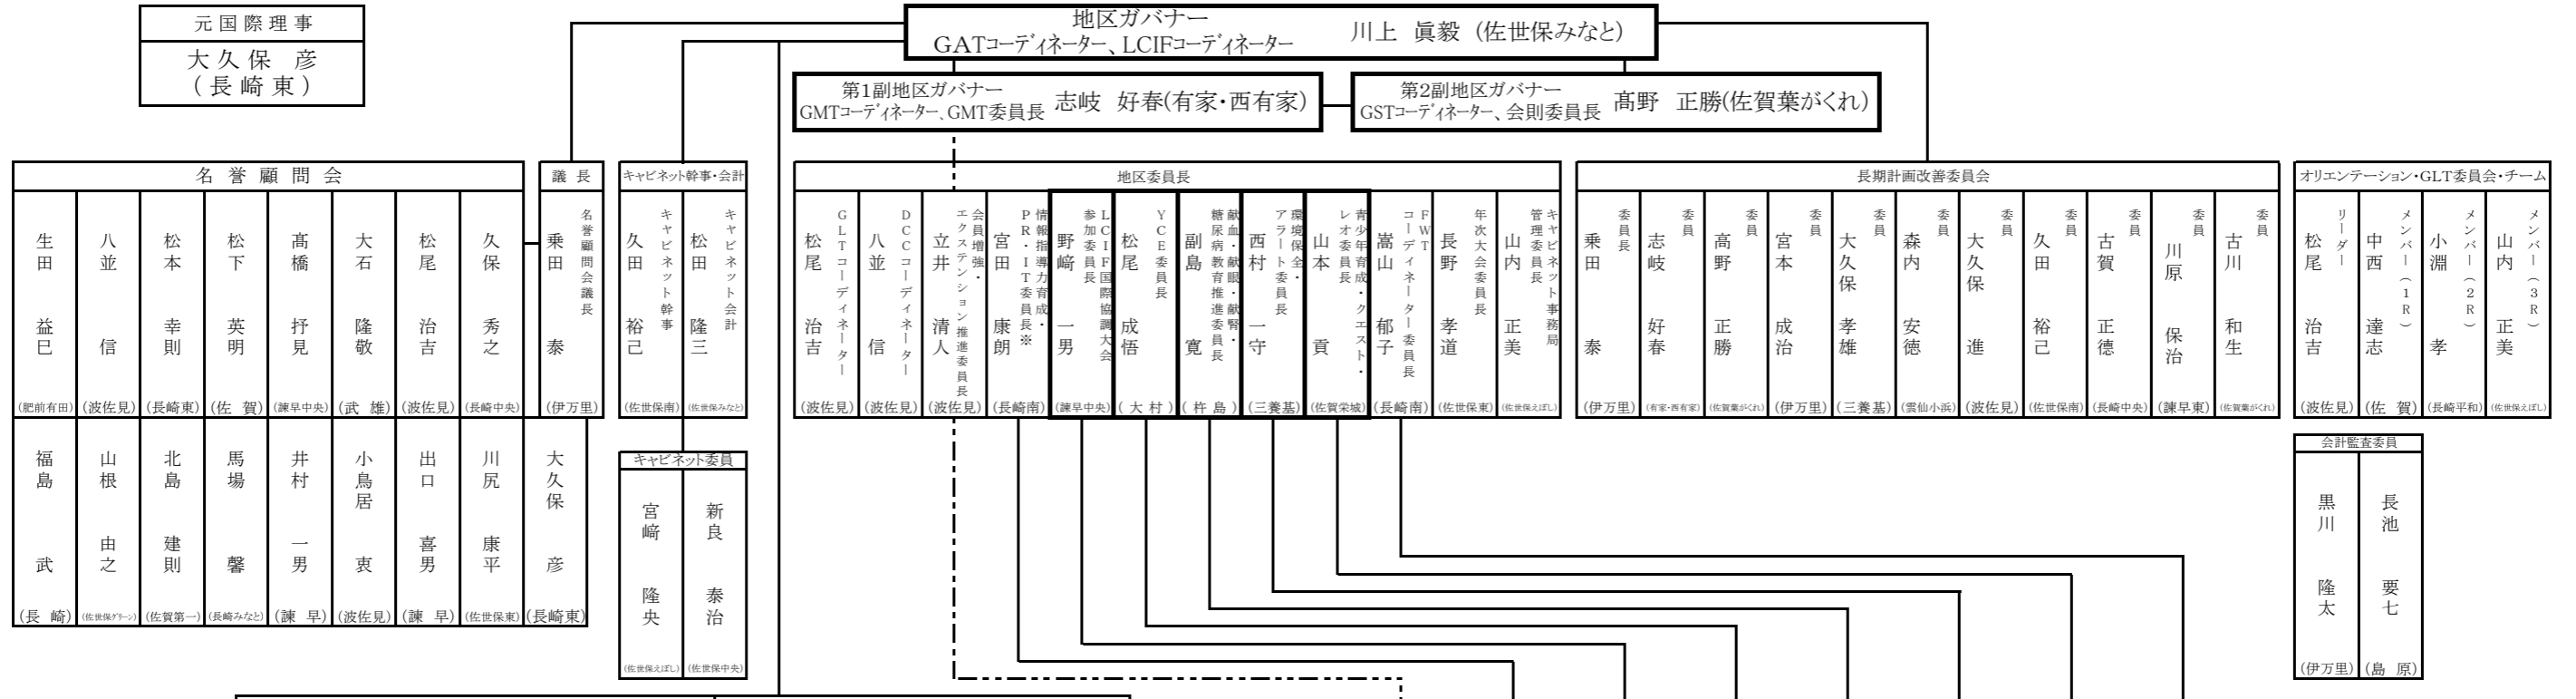 元国際理事
大久保 彦
(長崎東)
地区ガバナー
GATコーディネーター、LCIFコーディネーター 川上 眞毅 (佐世保みなと)
第1副地区ガバナー
GMTコーディネーター、GMT委員長 志岐 好春(有家・西有家)
第2副地区ガバナー
GSTコーディネーター、会則委員長 髙野 正勝(佐賀葉がくれ)
名誉顧問会
生田 益巳 (肥前有田)
八並 信 (波佐見)
松本 幸則 (長崎東)
松下 英明 (佐 賀)
髙橋 抒見 (諫早中央)
大石 隆敬 (武 雄)
松尾 治吉 (波佐見)
久保 秀之 (長崎中央)
福島 武 (長 崎)
山根 由之 (佐世保グリーン)
北島 建則 (佐賀第一)
馬場 馨 (長崎みなと)
井村 一男 (諫 早)
小鳥居 衷 (波佐見)
出口 喜男 (諫 早)
川尻 康平 (佐世保東)
大久保 彦 (長崎東)
議長
名誉顧問会議長
乗田 泰 (伊万里)
キャビネット幹事・会計
キャビネット幹事
久田 裕己 (佐世保南)
キャビネット会計
松田 隆三 (佐世保みなと)
キャビネット委員
宮﨑 隆央 (佐世保えぼし)
新良 泰治 (佐世保中央)
地区委員長
GLTコーディネーター
松尾 治吉 (波佐見)
DCCコーディネーター
八並 信 (波佐見)
会員増強・
エクステンション推進委員長
立井 清人 (波佐見)
情報指導力育成・
PR・IT委員長※
宮田 康朗 (長崎南)
LCIF国際協調大会
参加委員長
野﨑 一男 (諫早中央)
YCE委員長
松尾 成悟 (大 村)
献血・献眼・献腎・
糖尿病教育推進委員長
副島 寛 (杵 島)
環境保全・
アラート委員長
西村 一守 (三養基)
青少年育成・クエスト・
レオ委員長
山本 貢 (佐賀栄城)
FWT
コーディネーター委員長
嵩山 郁子 (長崎南)
年次大会委員長
長野 孝道 (佐世保東)
キャビネット事務局
管理委員長
山内 正美 (佐世保えぼし)
長期計画改善委員会
委員長
乗田 泰 (伊万里)
委員
志岐 好春 (有家・西有家)
委員
高野 正勝 (佐賀葉がくれ)
委員
宮本 成治 (伊万里)
委員
大久保 孝雄 (三養基)
委員
森内 安徳 (雲仙小浜)
委員
大久保 進 (波佐見)
委員
久田 裕己 (佐世保南)
委員
古賀 正德 (長崎中央)
委員
川原 保治 (諫早東)
委員
古川 和生 (佐賀葉がくれ)
オリエンテーション・GLT委員会・チーム
リーダー
松尾 治吉 (波佐見)
メンバー(1R)
中西 達志 (佐 賀)
メンバー(2R)
小淵 孝 (長崎平和)
メンバー(3R)
山内 正美 (佐世保えぼし)
会計監査委員
黒川 隆太 (伊万里)
長池 要七 (島 原)